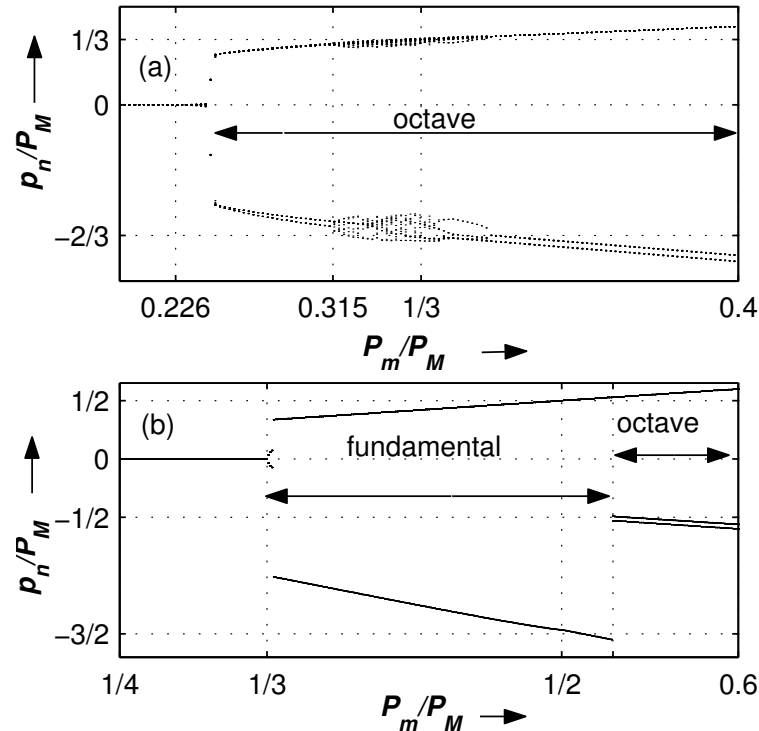 1/3
(a)
0
octave
p_n/P_M
−2/3
0.226 0.315 1/3 0.4
P_m/P_M
1/2
(b)
octave
fundamental
0
p_n/P_M
−1/2
−3/2
1/4 1/3 1/2 0.6
P_m/P_M